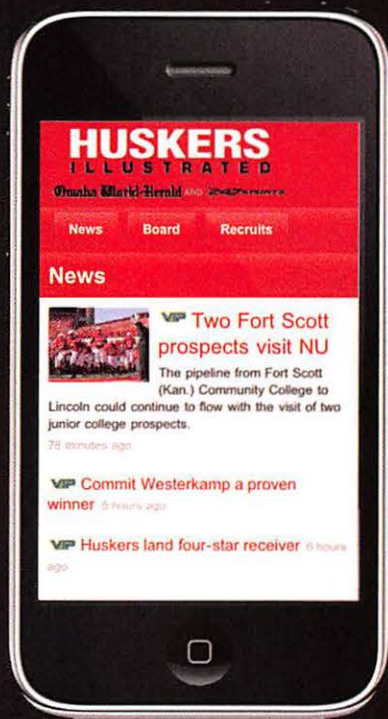 HUSKERS
ILLUSTRATED
Omaha World-Herald AND 247SPORTS
News Board Recruits
News
VIP Two Fort Scott
prospects visit NU
The pipeline from Fort Scott
(Kan.) Community College to
Lincoln could continue to flow with the visit of two
junior college prospects.
78 minutes ago
VIP Commit Westerkamp a proven
winner 5 hours ago
VIP Huskers land four-star receiver 6 hours
ago